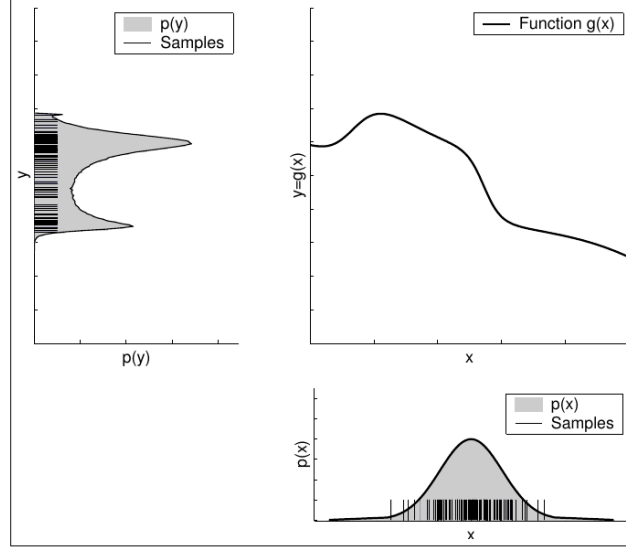 p(y)
Samples
y
p(y)
Function g(x)
y=g(x)
x
p(x)
Samples
p(x)
x